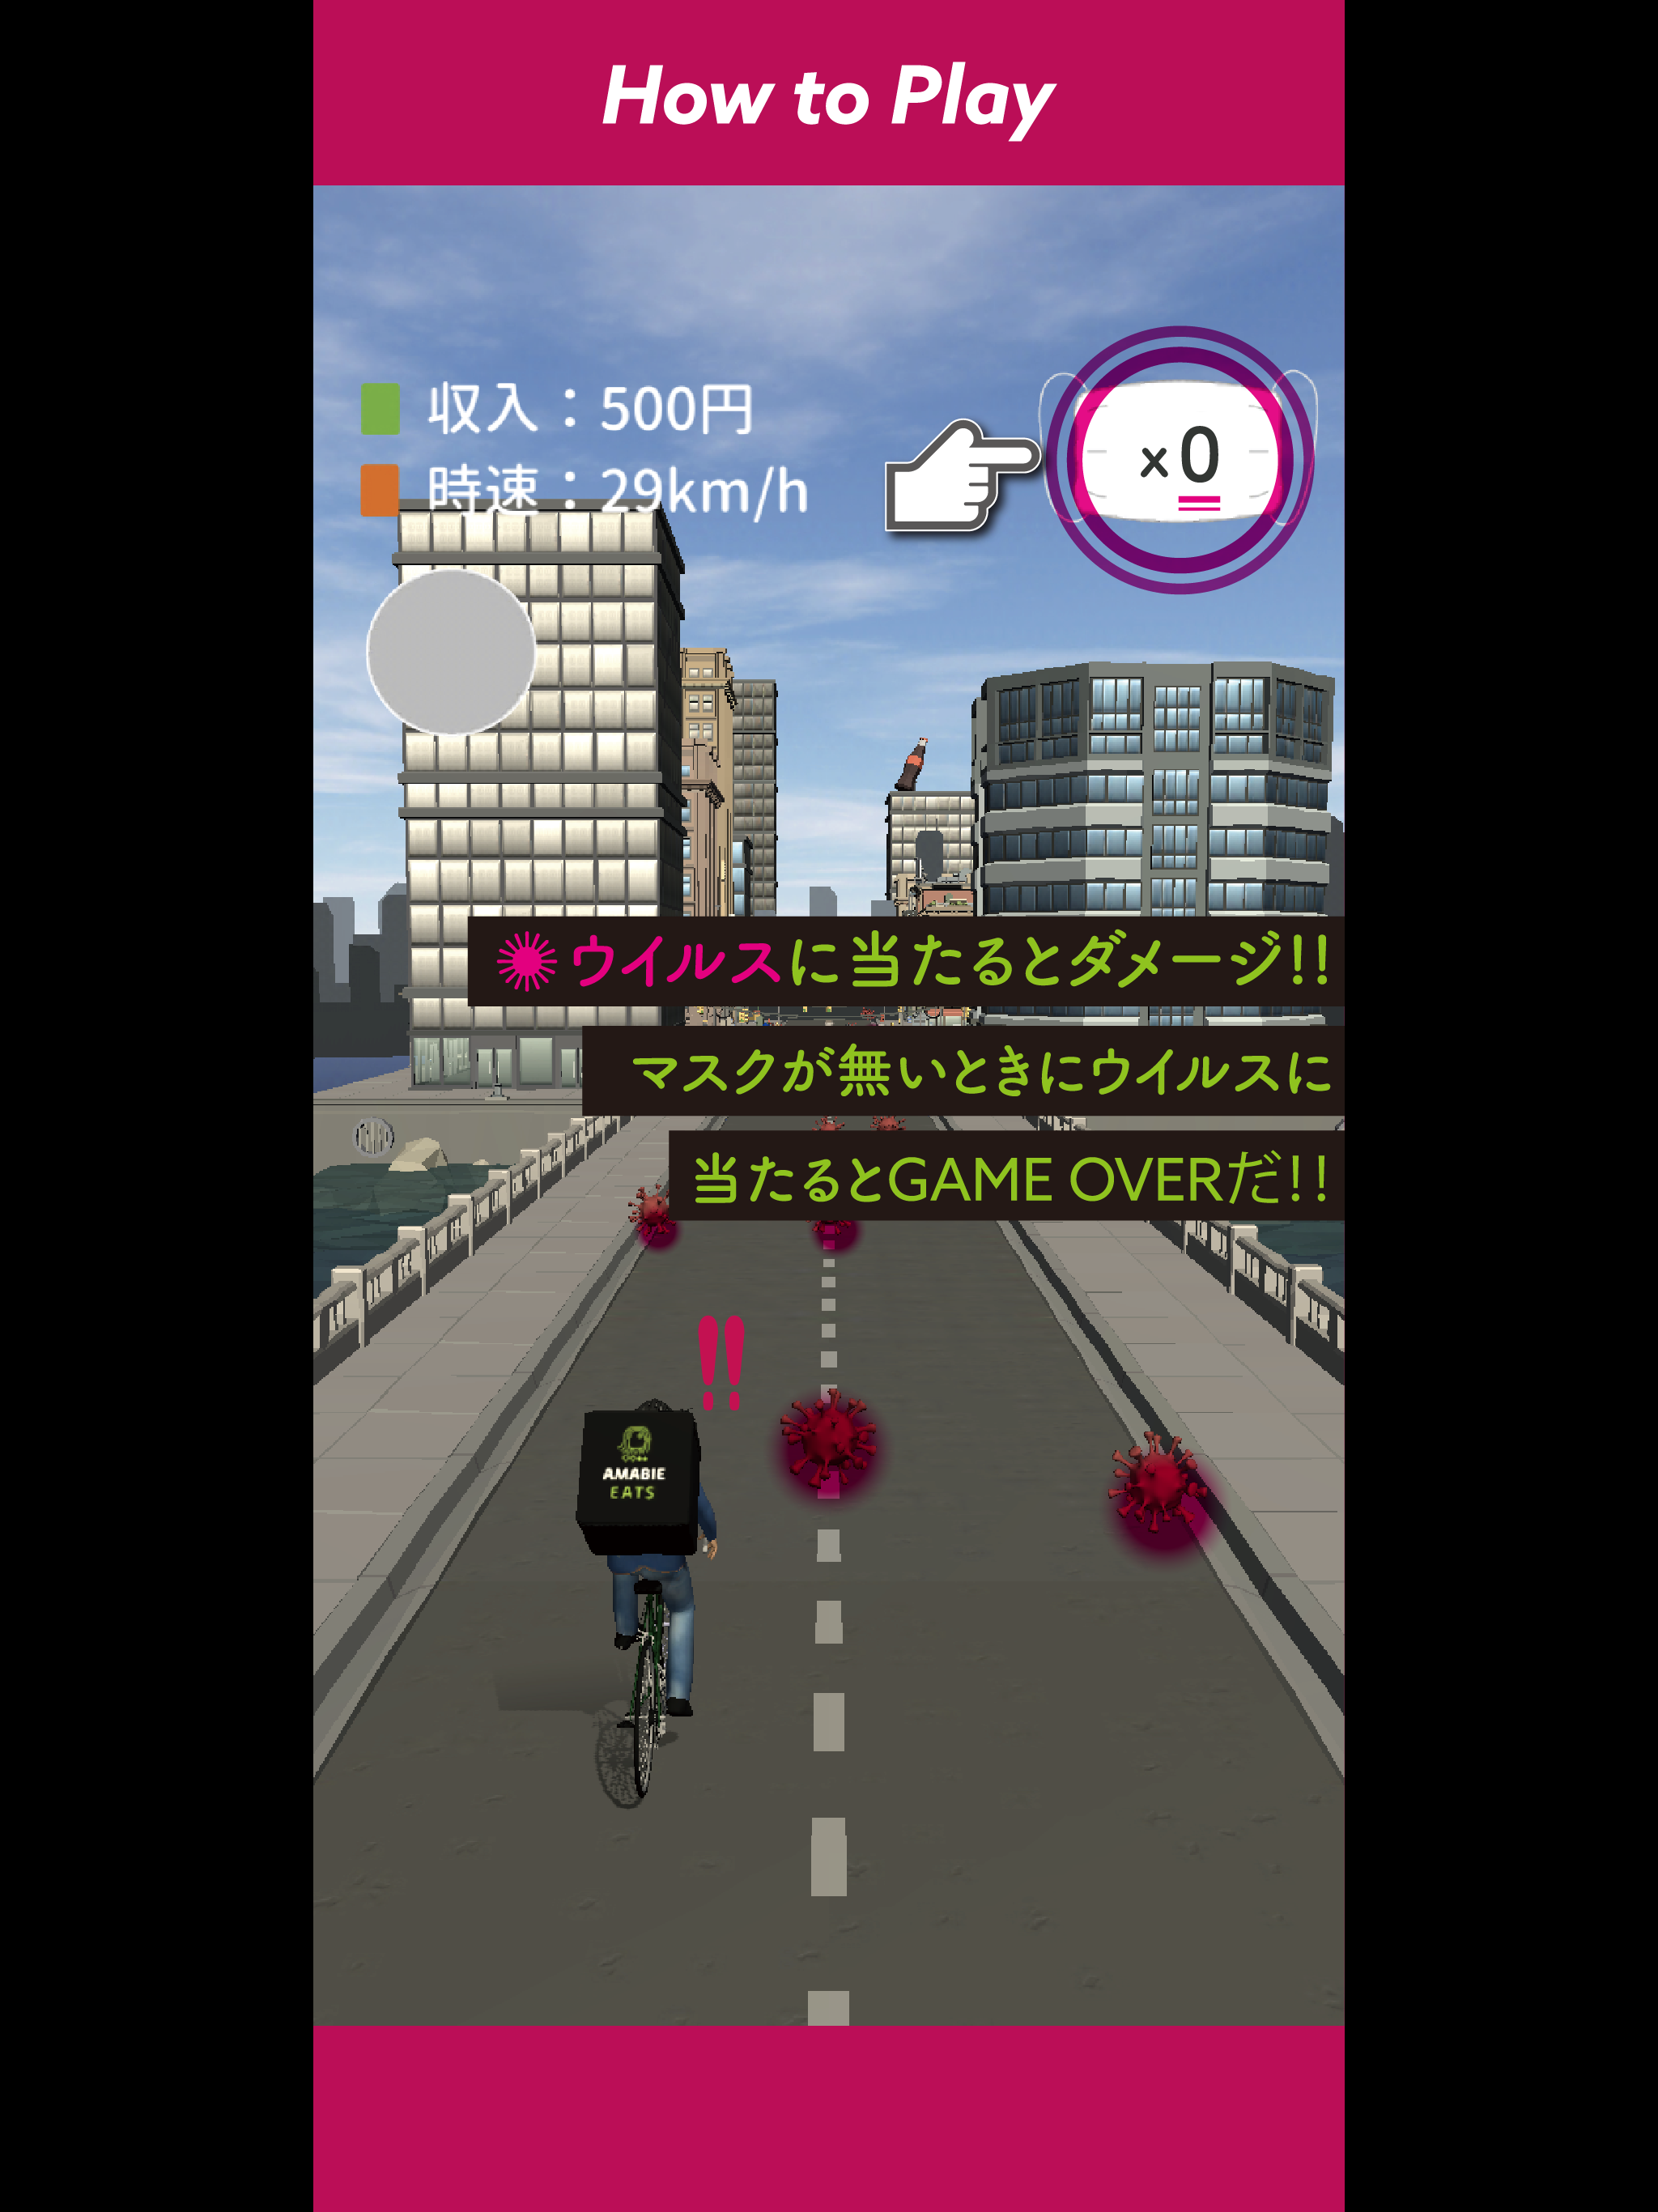 How to Play
収入：500円
時速：29km/h
×0
ウイルスに当たるとダメージ!!
マスクが無いときにウイルスに
当たるとGAME OVERだ!!
!!
AMABIE
EATS